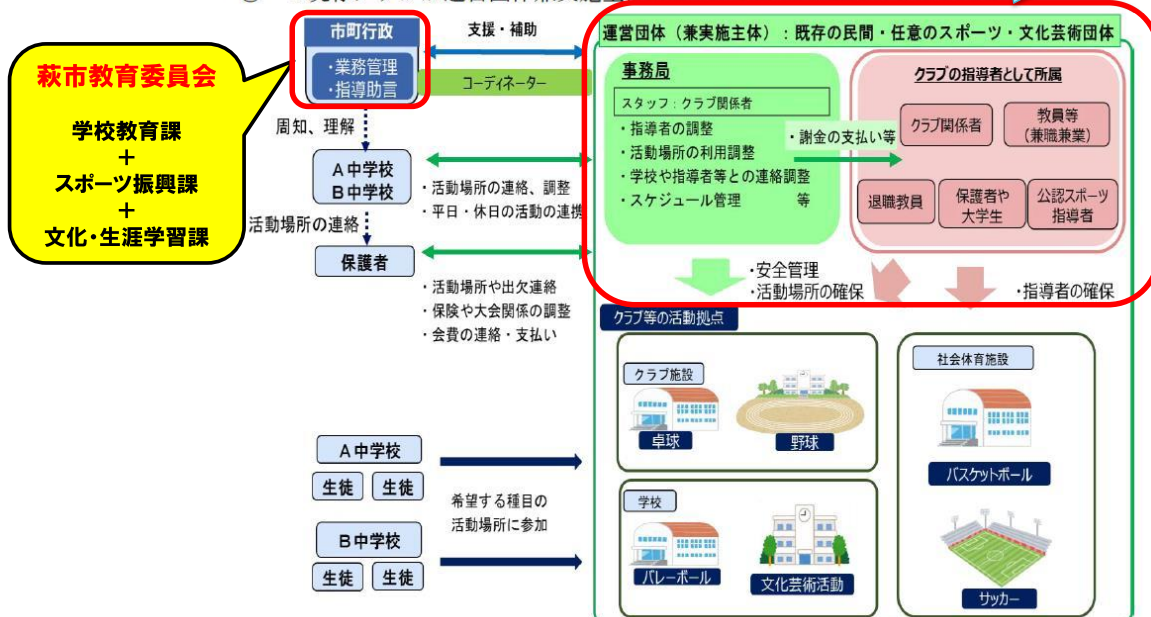 市町行政
・業務管理
・指導助言
萩市教育委員会
学校教育課
+
スポーツ振興課
+
文化・生涯学習課
支援・補助
コーディネーター
周知、理解
A中学校
B中学校
・活動場所の連絡、調整
・平日・休日の活動の連携
活動場所の連絡
保護者
・活動場所や出欠連絡
・保険や大会関係の調整
・会費の連絡・支払い
運営団体（兼実施主体）：既存の民間・任意のスポーツ・文化芸術団体
事務局
スタッフ：クラブ関係者
・指導者の調整
・活動場所の利用調整
・学校や指導者等との連絡調整
・スケジュール管理　　等
・謝金の支払い等
クラブの指導者として所属
クラブ関係者
教員等
（兼職兼業）
退職教員
保護者や
大学生
公認スポーツ
指導者
・安全管理
・活動場所の確保
・指導者の確保
クラブ等の活動拠点
クラブ施設
卓球
野球
社会体育施設
バスケットボール
サッカー
学校
バレーボール
文化芸術活動
A中学校
生徒
生徒
希望する種目の
活動場所に参加
B中学校
生徒
生徒